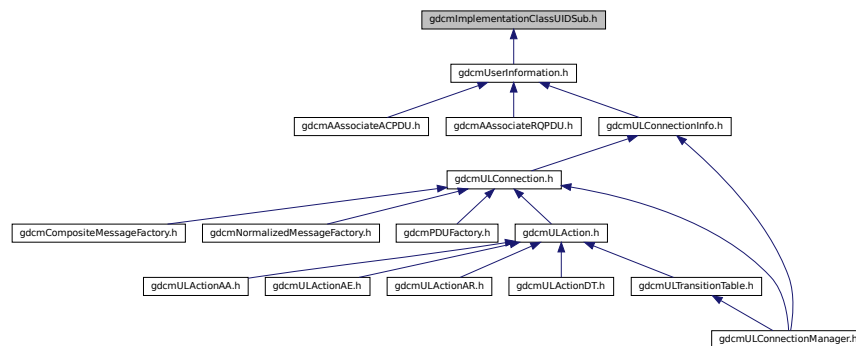 gdcmImplementationClassUIDSub.h
gdcmUserInformation.h
gdcmAAssociateACPDU.h
gdcmAAssociateRQPDU.h
gdcmULConnectionInfo.h
gdcmULConnection.h
gdcmCompositeMessageFactory.h
gdcmNormalizedMessageFactory.h
gdcmPDUFactory.h
gdcmULAction.h
gdcmULActionAA.h
gdcmULActionAE.h
gdcmULActionAR.h
gdcmULActionDT.h
gdcmULTransitionTable.h
gdcmULConnectionManager.h